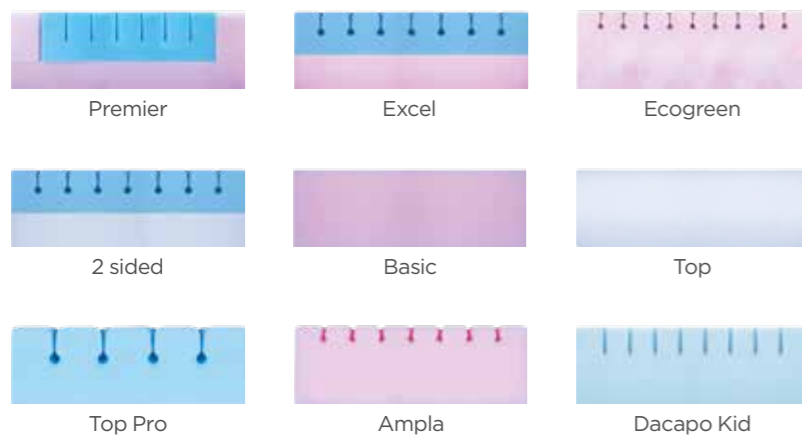 Premier
Excel
Ecogreen
2 sided
Basic
Top
Top Pro
Ampla
Dacapo Kid